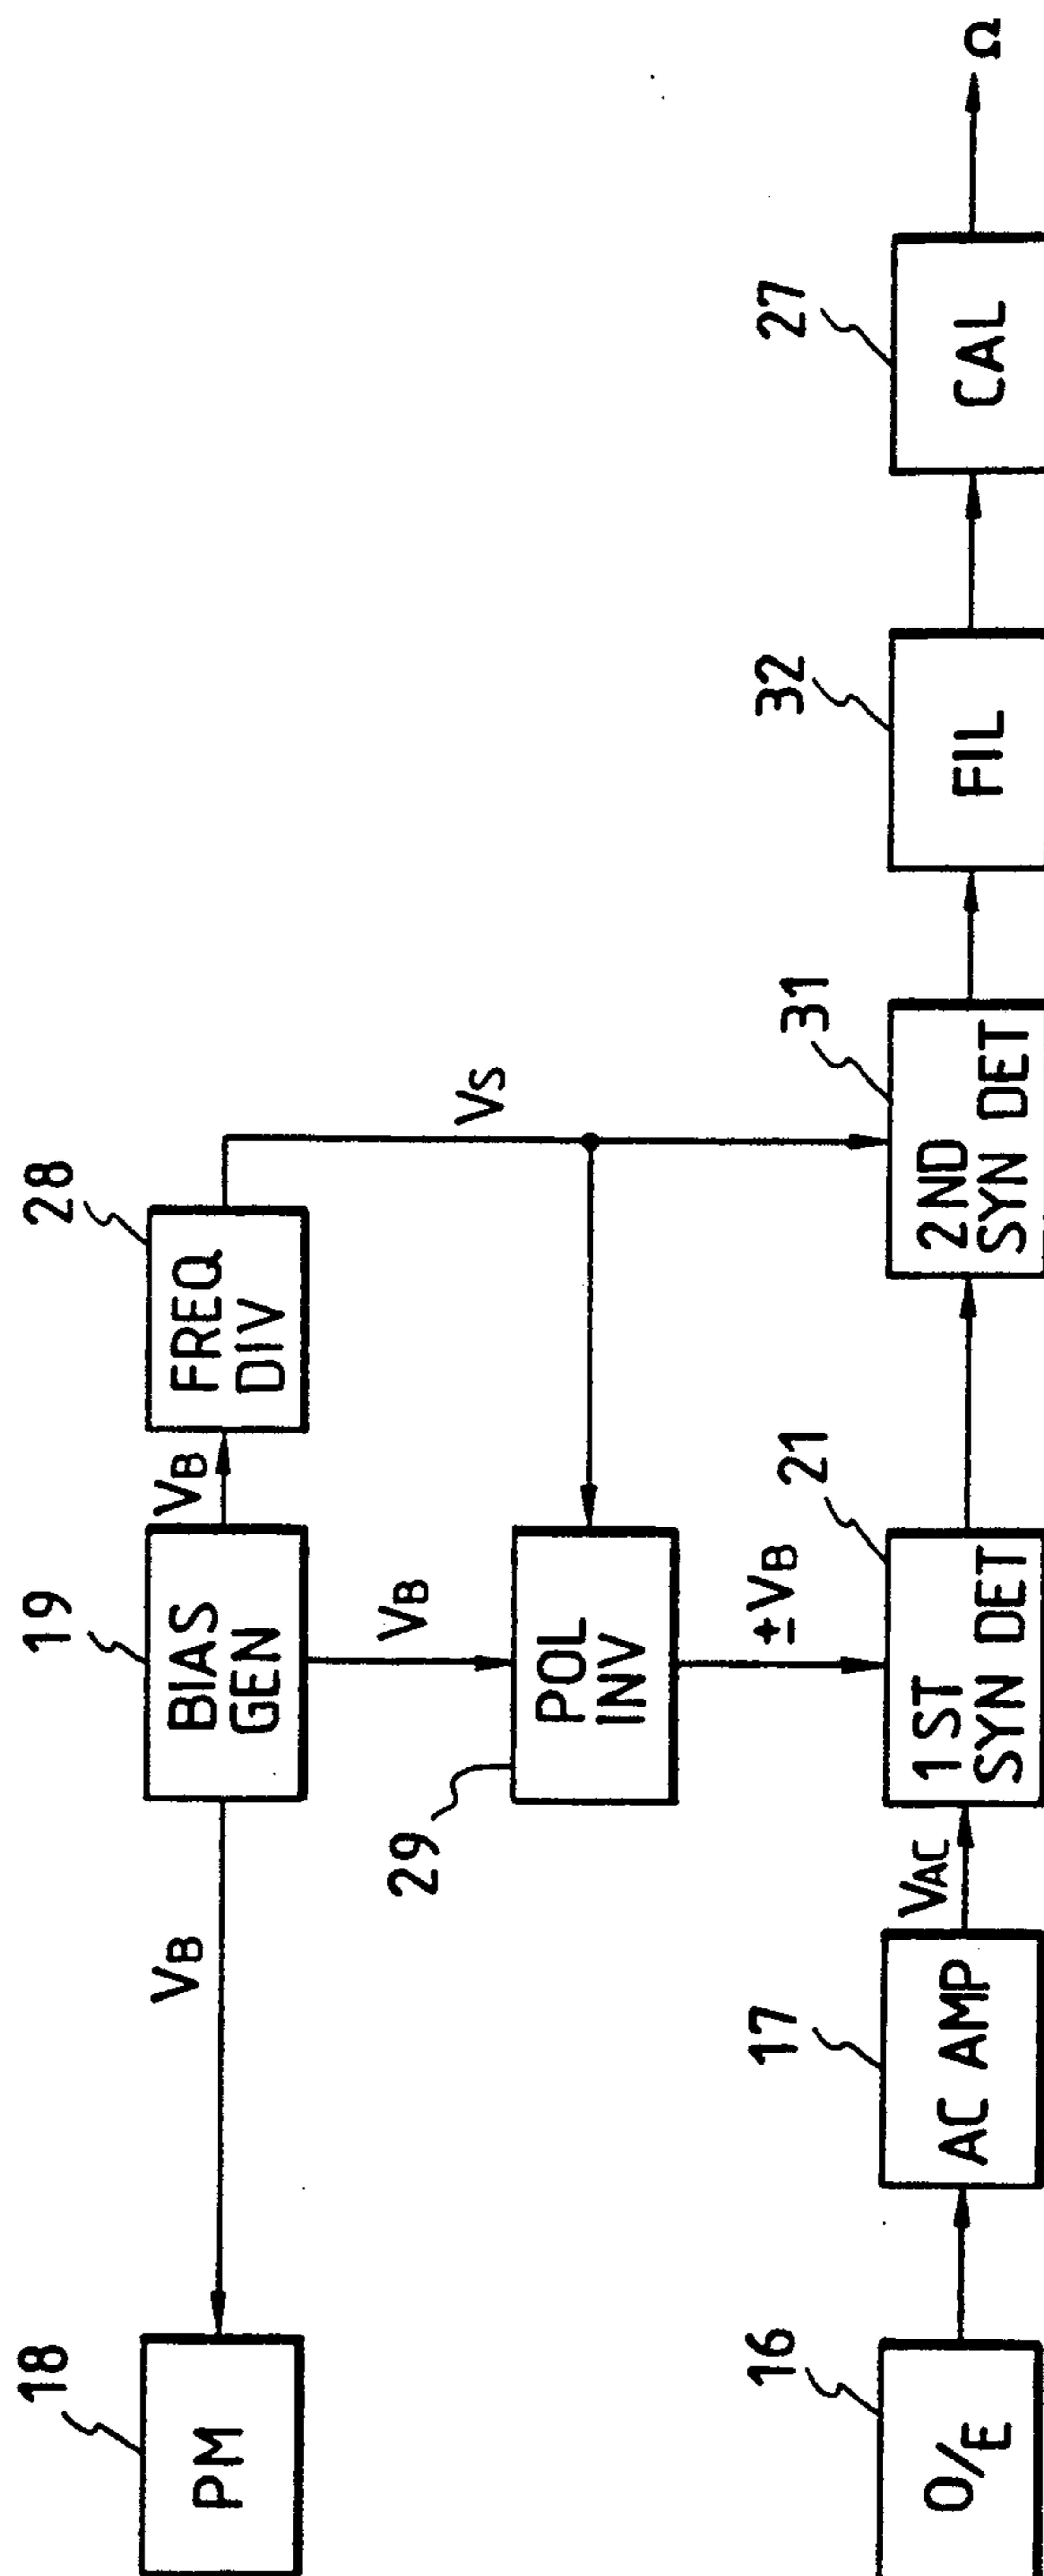 18
PM
VB
19
BIAS
GEN
VB
28
FREQ
DIV
VS
VB
29
POL
INV
±VB
16
O/E
17
AC AMP
VAC
21
1ST
SYN DET
31
2ND
SYN DET
32
FIL
27
CAL
Ω